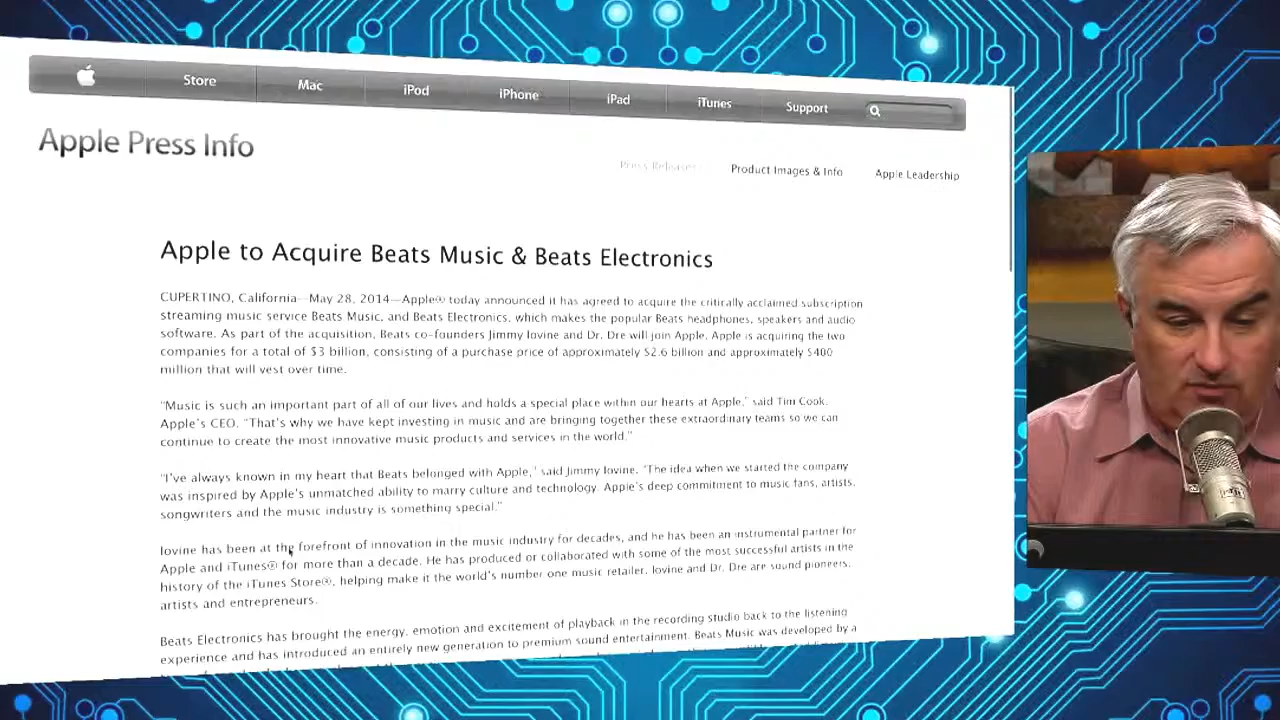 Store Mac iPod iPhone iPad iTunes Support
Apple Press Info
Press Releases Product Images & Info Apple Leadership
Apple to Acquire Beats Music & Beats Electronics
CUPERTINO, California—May 28, 2014—Apple® today announced it has agreed to acquire the critically acclaimed subscription
streaming music service Beats Music, and Beats Electronics, which makes the popular Beats headphones, speakers and audio
software. As part of the acquisition, Beats co-founders Jimmy Iovine and Dr. Dre will join Apple. Apple is acquiring the two
companies for a total of $3 billion, consisting of a purchase price of approximately $2.6 billion and approximately $400
million that will vest over time.
“Music is such an important part of all of our lives and holds a special place within our hearts at Apple,” said Tim Cook,
Apple’s CEO. “That’s why we have kept investing in music and are bringing together these extraordinary teams so we can
continue to create the most innovative music products and services in the world.”
“I’ve always known in my heart that Beats belonged with Apple,” said Jimmy Iovine. “The idea when we started the company
was inspired by Apple’s unmatched ability to marry culture and technology. Apple’s deep commitment to music fans, artists,
songwriters and the music industry is something special.”
Iovine has been at the forefront of innovation in the music industry for decades, and he has been an instrumental partner for
Apple and iTunes® for more than a decade. He has produced or collaborated with some of the most successful artists in the
history of the iTunes Store®, helping make it the world’s number one music retailer. Iovine and Dr. Dre are sound pioneers,
artists and entrepreneurs.
Beats Electronics has brought the energy, emotion and excitement of playback in the recording studio back to the listening
experience and has introduced an entirely new generation to premium sound entertainment. Beats Music was developed by a